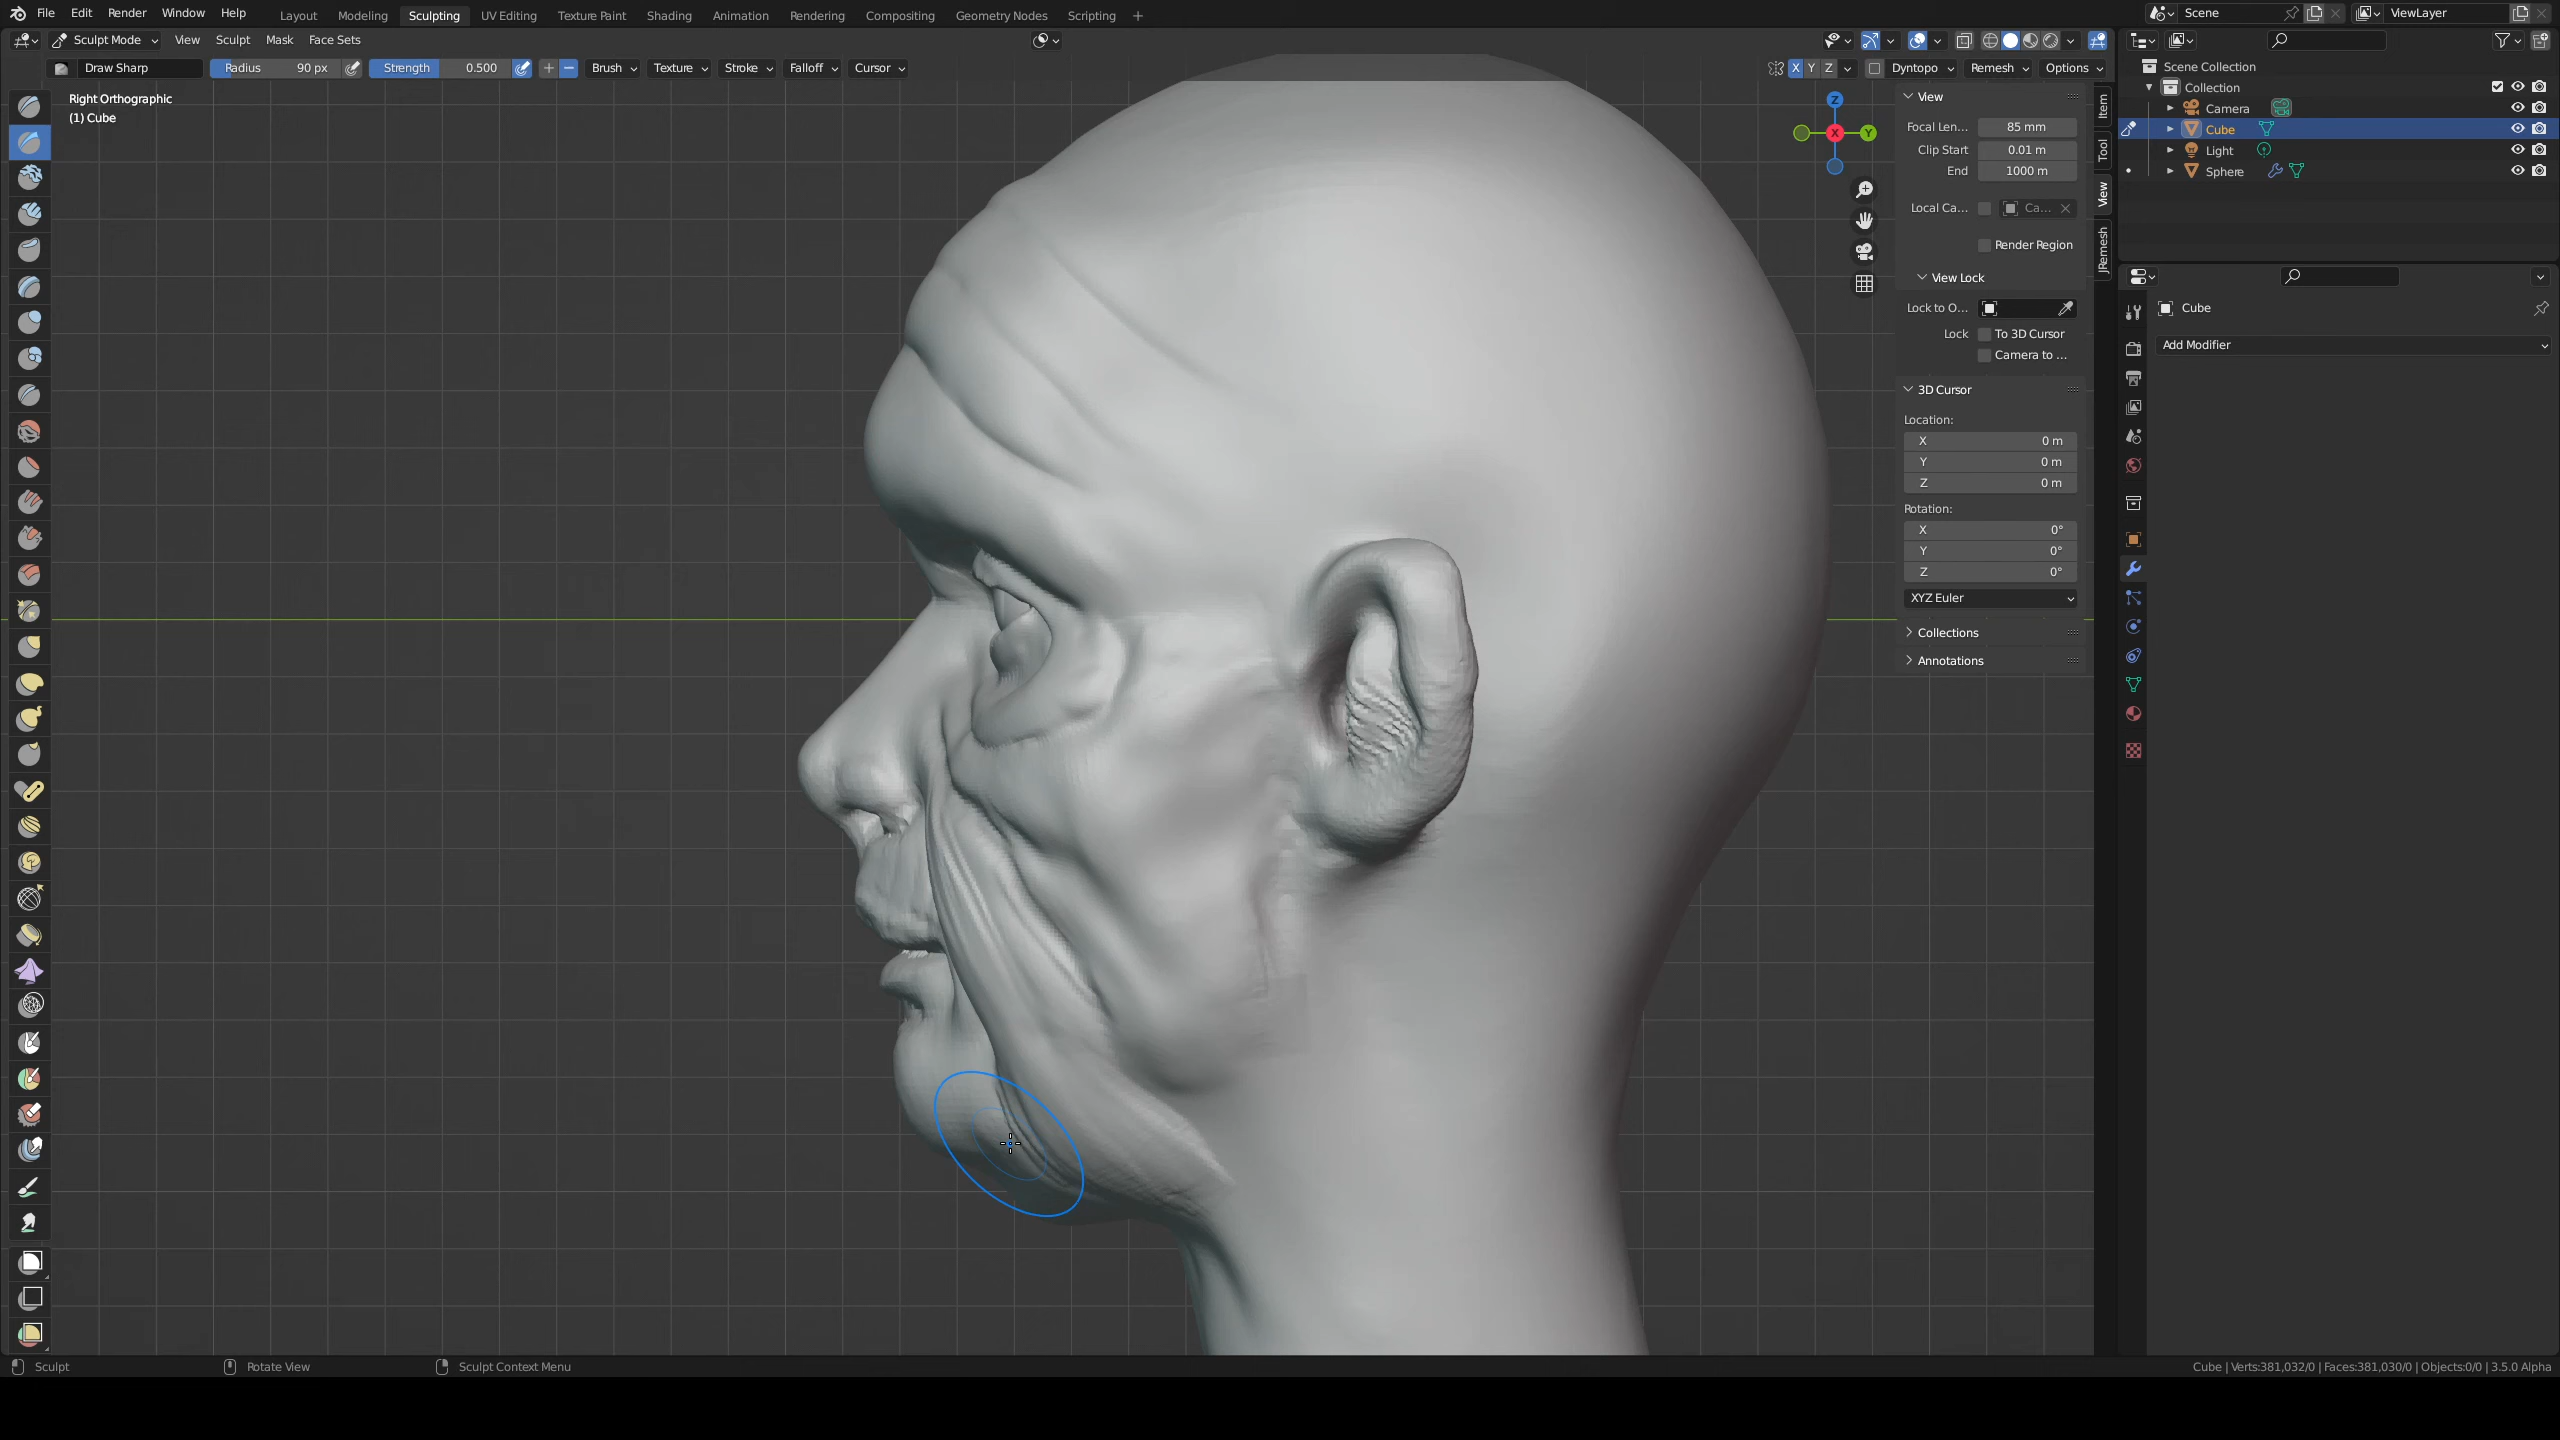 File Edit Render Window Help Layout Modeling Sculpting UV Editing Texture Paint Shading Animation Rendering Compositing Geometry Nodes Scripting + Scene ViewLayer
Sculpt Mode View Sculpt Mask Face Sets
Draw Sharp Radius 90 px Strength 0.500 + − Brush Texture Stroke Falloff Cursor X Y Z Dyntopo Remesh Options
Right Orthographic
(1) Cube
Z
X
Y
View
Focal Len... 85 mm
Clip Start 0.01 m
End 1000 m
Local Ca... Ca...
Render Region
View Lock
Lock to O...
Lock To 3D Cursor
Camera to ...
3D Cursor
Location:
X 0 m
Y 0 m
Z 0 m
Rotation:
X 0°
Y 0°
Z 0°
XYZ Euler
Collections
Annotations
Item
Tool
View
JRemesh
Scene Collection
Collection
Camera
Cube
Light
Sphere
Cube
Add Modifier
Sculpt Rotate View Sculpt Context Menu
Cube | Verts:381,032/0 | Faces:381,030/0 | Objects:0/0 | 3.5.0 Alpha